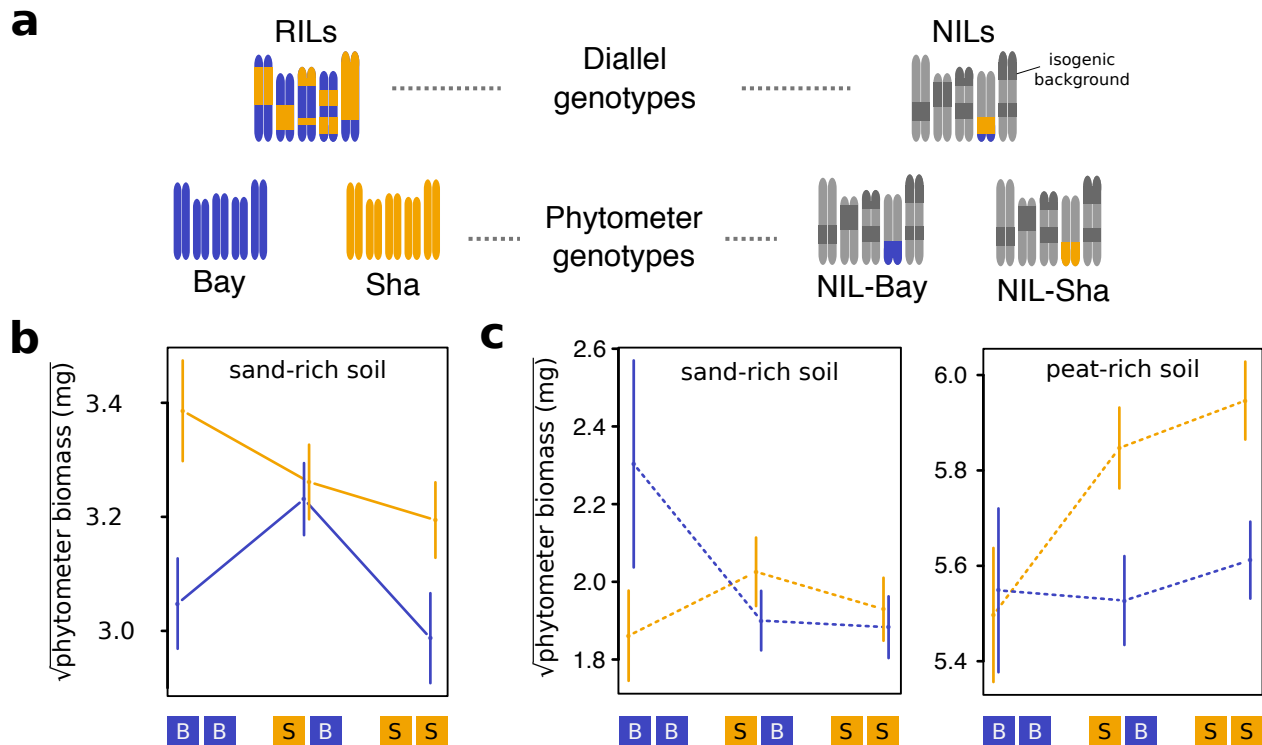 a
RILs
Diallel
genotypes
NILs
isogenic
background
Bay
Sha
Phytometer
genotypes
NIL-Bay
NIL-Sha
b
√phytometer biomass (mg)
sand-rich soil
3.4
3.2
3.0
B B S B S S
c
√phytometer biomass (mg)
sand-rich soil
2.6
2.4
2.2
2.0
1.8
B B S B S S
peat-rich soil
6.0
5.8
5.6
5.4
B B S B S S